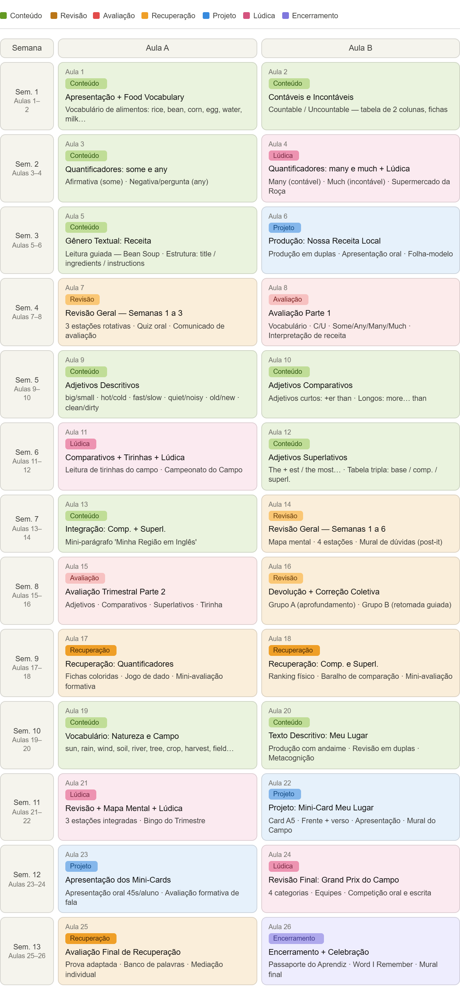 Conteúdo Revisão Avaliação Recuperação Projeto Lúdica Encerramento
Semana
Aula A
Aula B
Sem. 1
Aulas 1–
2
Aula 1
Conteúdo
Apresentação + Food Vocabulary
Vocabulário de alimentos: rice, bean, corn, egg, water,
milk…
Aula 2
Conteúdo
Contáveis e Incontáveis
Countable / Uncountable — tabela de 2 colunas, fichas
Sem. 2
Aulas 3–4
Aula 3
Conteúdo
Quantificadores: some e any
Afirmativa (some) · Negativa/pergunta (any)
Aula 4
Lúdica
Quantificadores: many e much + Lúdica
Many (contável) · Much (incontável) · Supermercado da
Roça
Sem. 3
Aulas 5–6
Aula 5
Conteúdo
Gênero Textual: Receita
Leitura guiada — Bean Soup · Estrutura: title /
ingredients / instructions
Aula 6
Projeto
Produção: Nossa Receita Local
Produção em duplas · Apresentação oral · Folha-modelo
Sem. 4
Aulas 7–8
Aula 7
Revisão
Revisão Geral — Semanas 1 a 3
3 estações rotativas · Quiz oral · Comunicado de
avaliação
Aula 8
Avaliação
Avaliação Parte 1
Vocabulário · C/U · Some/Any/Many/Much ·
Interpretação de receita
Sem. 5
Aulas 9–
10
Aula 9
Conteúdo
Adjetivos Descritivos
big/small · hot/cold · fast/slow · quiet/noisy · old/new ·
clean/dirty
Aula 10
Conteúdo
Adjetivos Comparativos
Adjetivos curtos: +er than · Longos: more… than
Sem. 6
Aulas 11–
12
Aula 11
Lúdica
Comparativos + Tirinhas + Lúdica
Leitura de tirinhas do campo · Campeonato do Campo
Aula 12
Conteúdo
Adjetivos Superlativos
The + est / the most… · Tabela tripla: base / comp. /
superl.
Sem. 7
Aulas 13–
14
Aula 13
Conteúdo
Integração: Comp. + Superl.
Mini-parágrafo 'Minha Região em Inglês'
Aula 14
Revisão
Revisão Geral — Semanas 1 a 6
Mapa mental · 4 estações · Mural de dúvidas (post-it)
Sem. 8
Aulas 15–
16
Aula 15
Avaliação
Avaliação Trimestral Parte 2
Adjetivos · Comparativos · Superlativos · Tirinha
Aula 16
Revisão
Devolução + Correção Coletiva
Grupo A (aprofundamento) · Grupo B (retomada guiada)
Sem. 9
Aulas 17–
18
Aula 17
Recuperação
Recuperação: Quantificadores
Fichas coloridas · Jogo de dado · Mini-avaliação
formativa
Aula 18
Recuperação
Recuperação: Comp. e Superl.
Ranking físico · Baralho de comparação · Mini-avaliação
Sem. 10
Aulas 19–
20
Aula 19
Conteúdo
Vocabulário: Natureza e Campo
sun, rain, wind, soil, river, tree, crop, harvest, field…
Aula 20
Conteúdo
Texto Descritivo: Meu Lugar
Produção com andaime · Revisão em duplas ·
Metacognição
Sem. 11
Aulas 21–
22
Aula 21
Lúdica
Revisão + Mapa Mental + Lúdica
3 estações integradas · Bingo do Trimestre
Aula 22
Projeto
Projeto: Mini-Card Meu Lugar
Card A5 · Frente + verso · Apresentação · Mural do
Campo
Sem. 12
Aulas 23–24
Aula 23
Projeto
Apresentação dos Mini-Cards
Apresentação oral 45s/aluno · Avaliação formativa de
fala
Aula 24
Lúdica
Revisão Final: Grand Prix do Campo
4 categorias · Equipes · Competição oral e escrita
Sem. 13
Aulas 25–26
Aula 25
Recuperação
Avaliação Final de Recuperação
Prova adaptada · Banco de palavras · Mediação
individual
Aula 26
Encerramento
Encerramento + Celebração
Passaporte do Aprendiz · Word I Remember · Mural
final